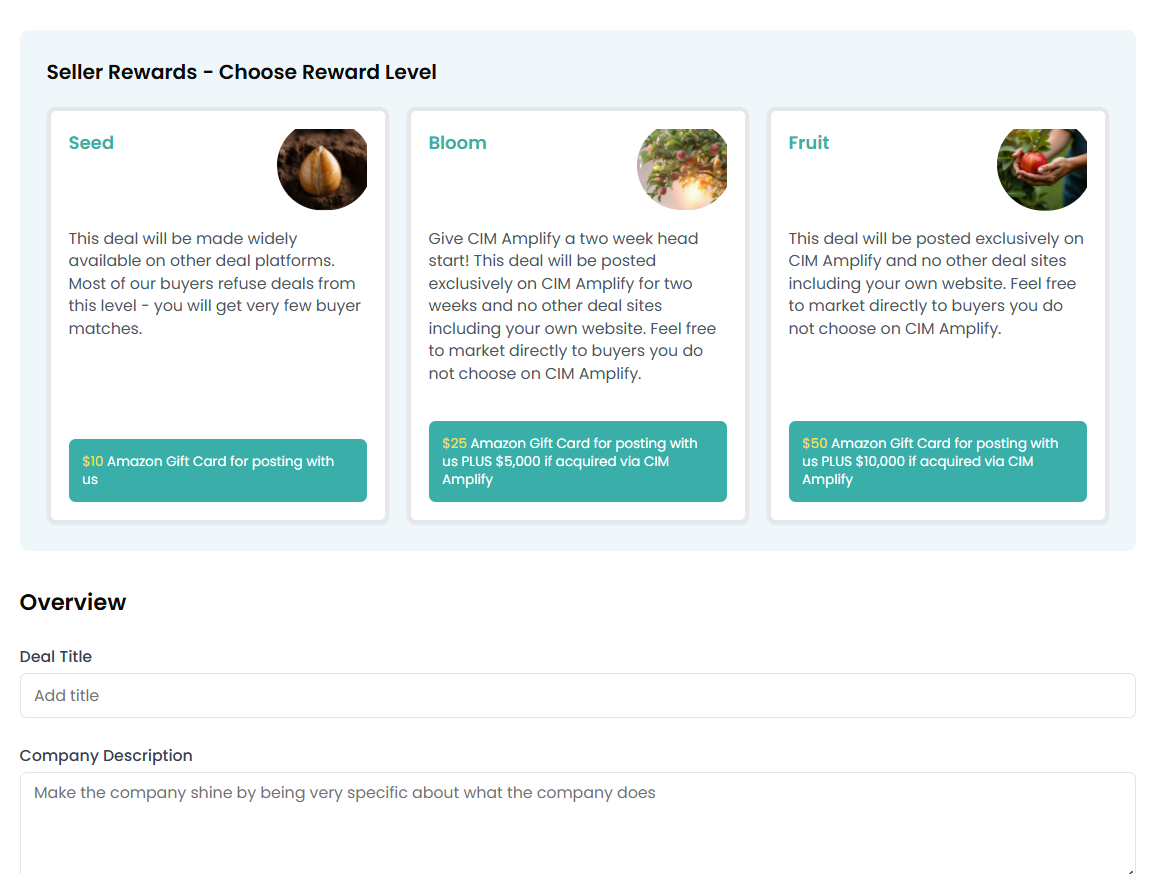 Seller Rewards - Choose Reward Level
Seed
This deal will be made widely
available on other deal platforms.
Most of our buyers refuse deals from
this level - you will get very few buyer
matches.
$10 Amazon Gift Card for posting with
us
Bloom
Give CIM Amplify a two week head
start! This deal will be posted
exclusively on CIM Amplify for two
weeks and no other deal sites
including your own website. Feel free
to market directly to buyers you do
not choose on CIM Amplify.
$25 Amazon Gift Card for posting with
us PLUS $5,000 if acquired via CIM
Amplify
Fruit
This deal will be posted exclusively on
CIM Amplify and no other deal sites
including your own website. Feel free
to market directly to buyers you do
not choose on CIM Amplify.
$50 Amazon Gift Card for posting with
us PLUS $10,000 if acquired via CIM
Amplify
Overview
Deal Title
Add title
Company Description
Make the company shine by being very specific about what the company does